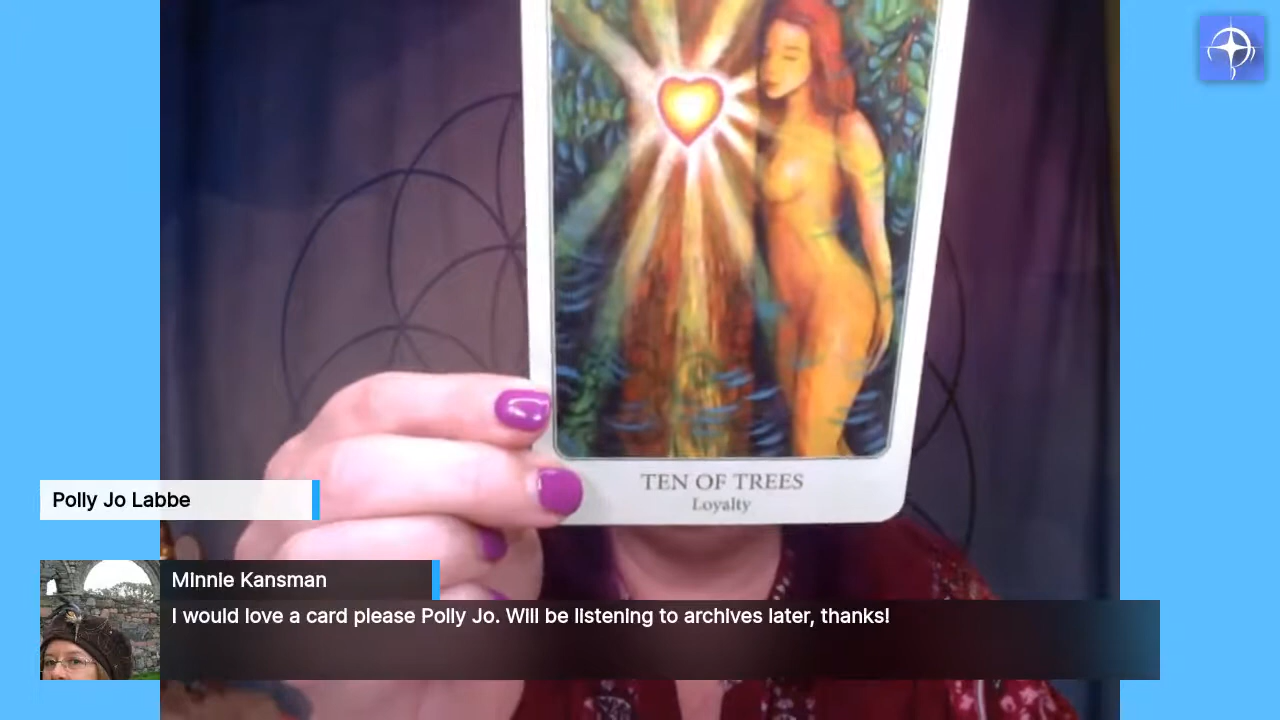 TEN OF TREES
Loyalty
Polly Jo Labbe
Minnie Kansman
I would love a card please Polly Jo. Will be listening to archives later, thanks!